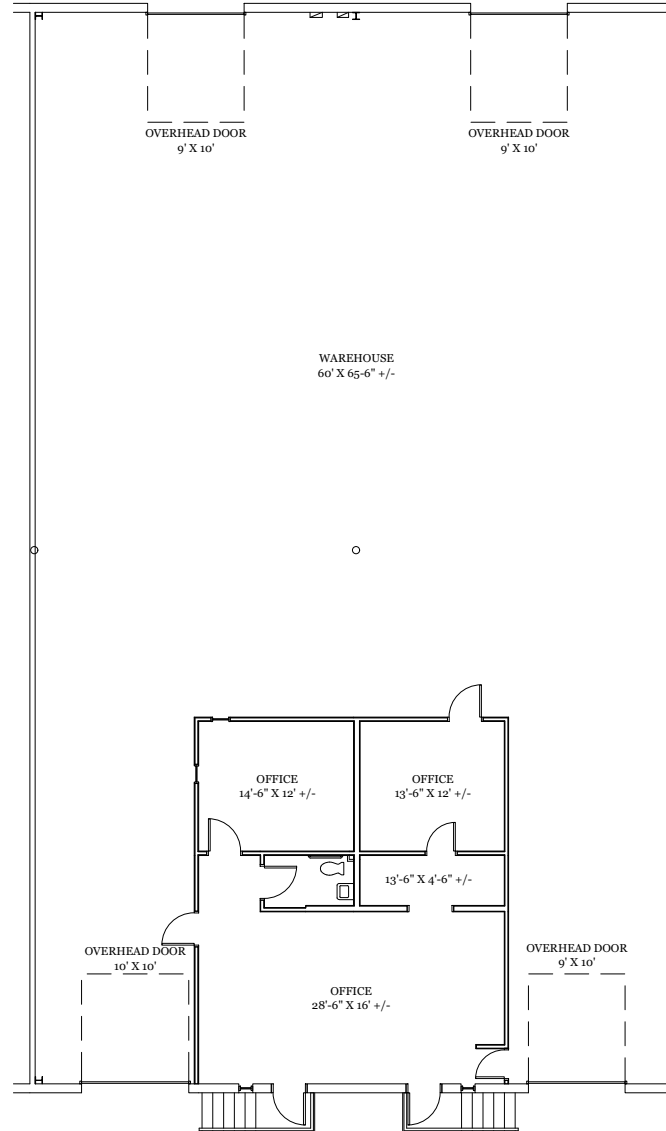 OVERHEAD DOOR
9' X 10'
OVERHEAD DOOR
9' X 10'
WAREHOUSE
60' X 65-6" +/-
OFFICE
14'-6" X 12' +/-
OFFICE
13'-6" X 12' +/-
13'-6" X 4'-6" +/-
OVERHEAD DOOR
10' X 10'
OVERHEAD DOOR
9' X 10'
OFFICE
28'-6" X 16' +/-